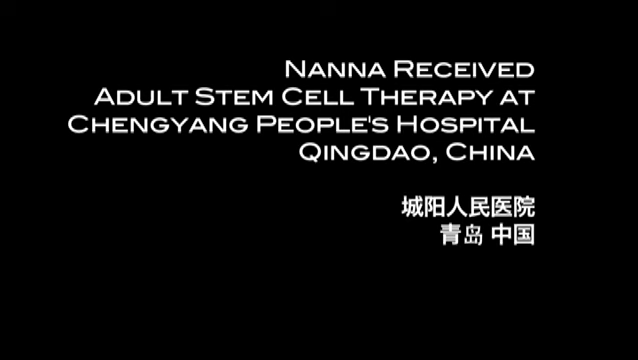 Nanna Received
Adult Stem Cell Therapy at
Chengyang People's Hospital
Qingdao, China
城阳人民医院
青岛 中国